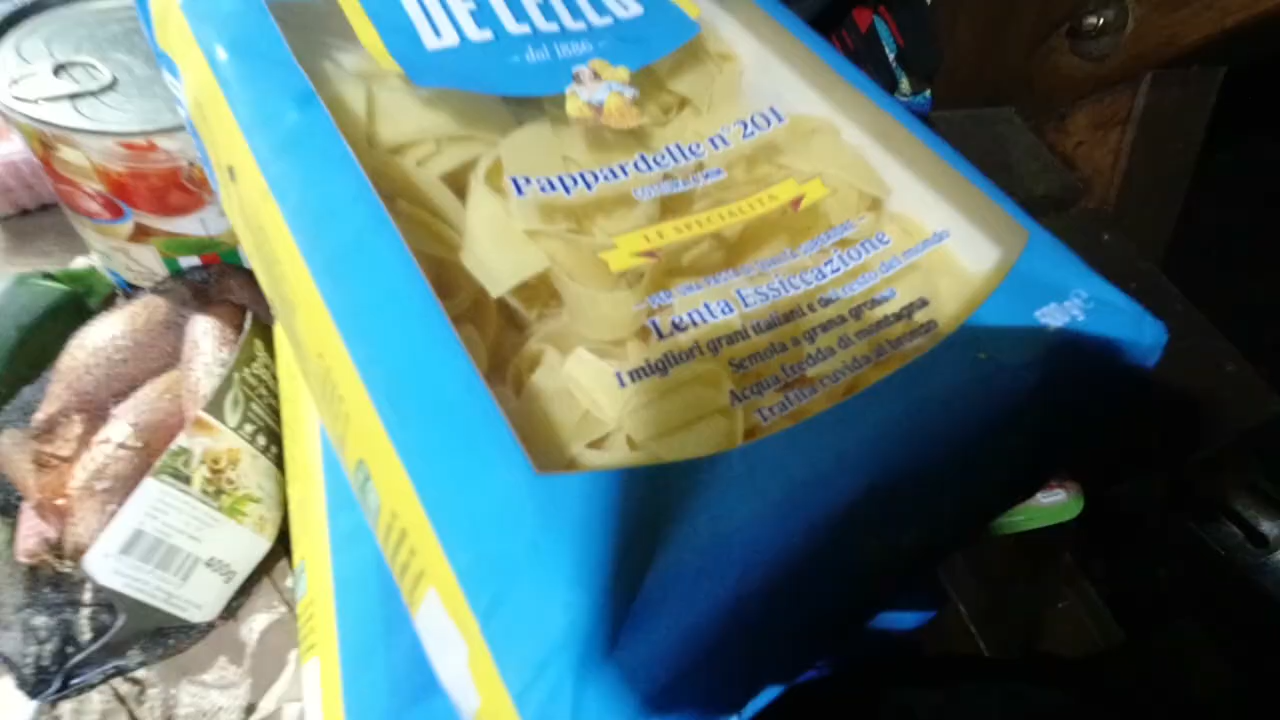 DE CECCO
- dal 1886 -
Pappardelle n° 201
LE SPECIALITÀ
Lenta Essiccazione
I migliori grani italiani e del resto del mondo
Semola a grana grossa
Acqua fredda di montagna
Trafila ruvida al bronzo
500 g e
400g